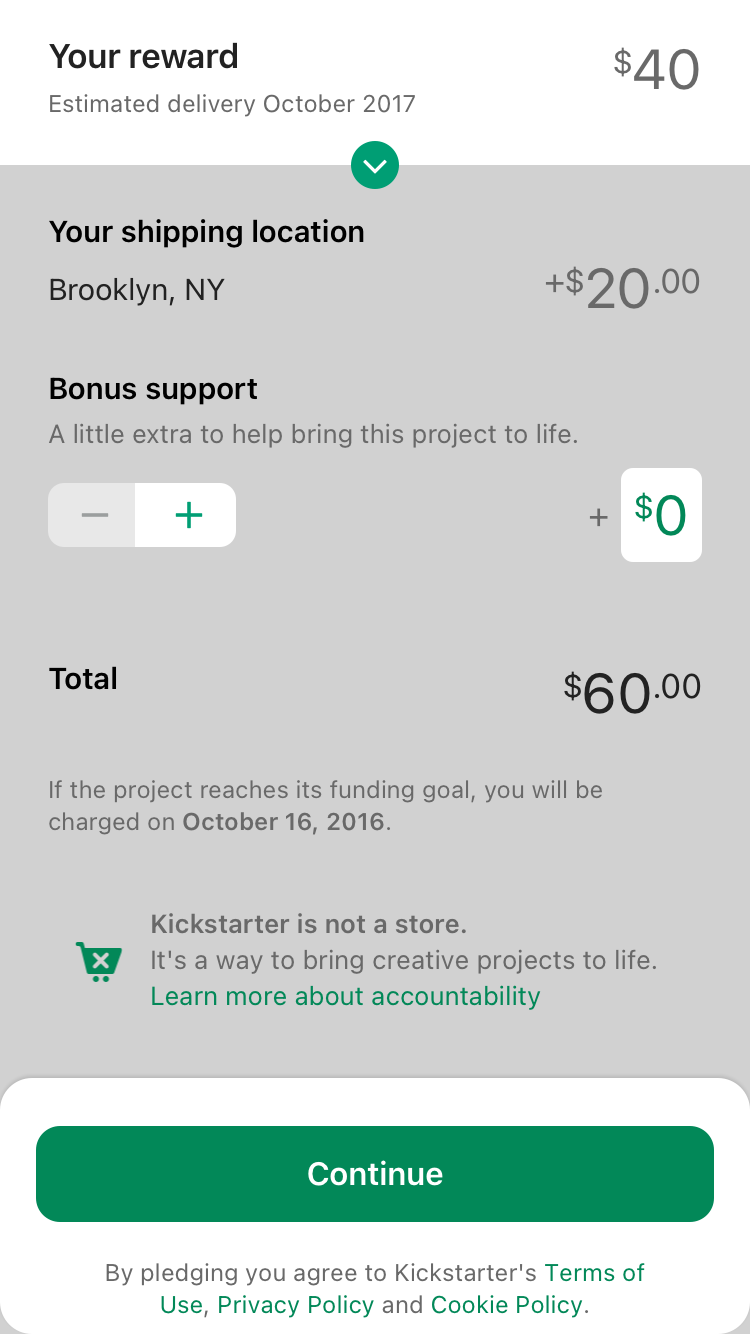 Your reward
$40
Estimated delivery October 2017
Your shipping location
Brooklyn, NY
+$20.00
Bonus support
A little extra to help bring this project to life.
+ $0
Total
$60.00
If the project reaches its funding goal, you will be
charged on October 16, 2016.
Kickstarter is not a store.
It's a way to bring creative projects to life.
Learn more about accountability
Continue
By pledging you agree to Kickstarter's Terms of
Use, Privacy Policy and Cookie Policy.